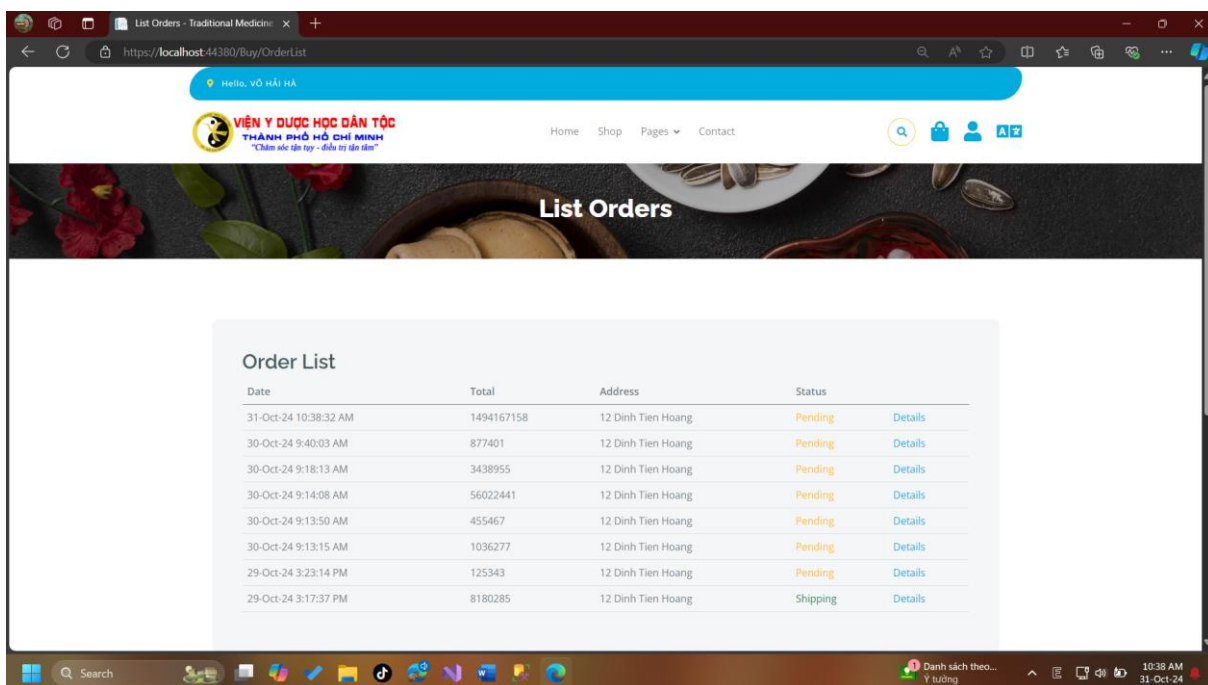 List Orders - Traditional Medicine
https://localhost:44380/Buy/OrderList
Hello, VÕ HẢI HÀ
VIỆN Y DƯỢC HỌC DÂN TỘC
THÀNH PHỐ HỒ CHÍ MINH
"Chăm sóc tận tụy - điều trị tận tâm"
Home Shop Pages Contact
List Orders
Order List
Date Total Address Status
31-Oct-24 10:38:32 AM 1494167158 12 Dinh Tien Hoang Pending Details
30-Oct-24 9:40:03 AM 877401 12 Dinh Tien Hoang Pending Details
30-Oct-24 9:18:13 AM 3438955 12 Dinh Tien Hoang Pending Details
30-Oct-24 9:14:08 AM 56022441 12 Dinh Tien Hoang Pending Details
30-Oct-24 9:13:50 AM 455467 12 Dinh Tien Hoang Pending Details
30-Oct-24 9:13:15 AM 1036277 12 Dinh Tien Hoang Pending Details
29-Oct-24 3:23:14 PM 125343 12 Dinh Tien Hoang Pending Details
29-Oct-24 3:17:37 PM 8180285 12 Dinh Tien Hoang Shipping Details
Search
1
Danh sách theo...
Ý tưởng
E
10:38 AM
31-Oct-24